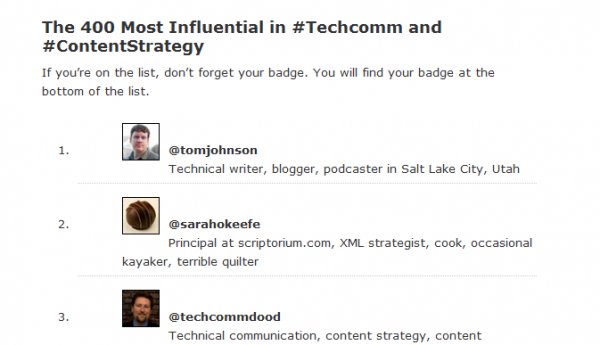 The 400 Most Influential in #Techcomm and
#ContentStrategy
If you’re on the list, don’t forget your badge. You will find your badge at the
bottom of the list.
1.
@tomjohnson
Technical writer, blogger, podcaster in Salt Lake City, Utah
2.
@sarahokeefe
Principal at scriptorium.com, XML strategist, cook, occasional
kayaker, terrible quilter
3.
@techcommdood
Technical communication, content strategy, content